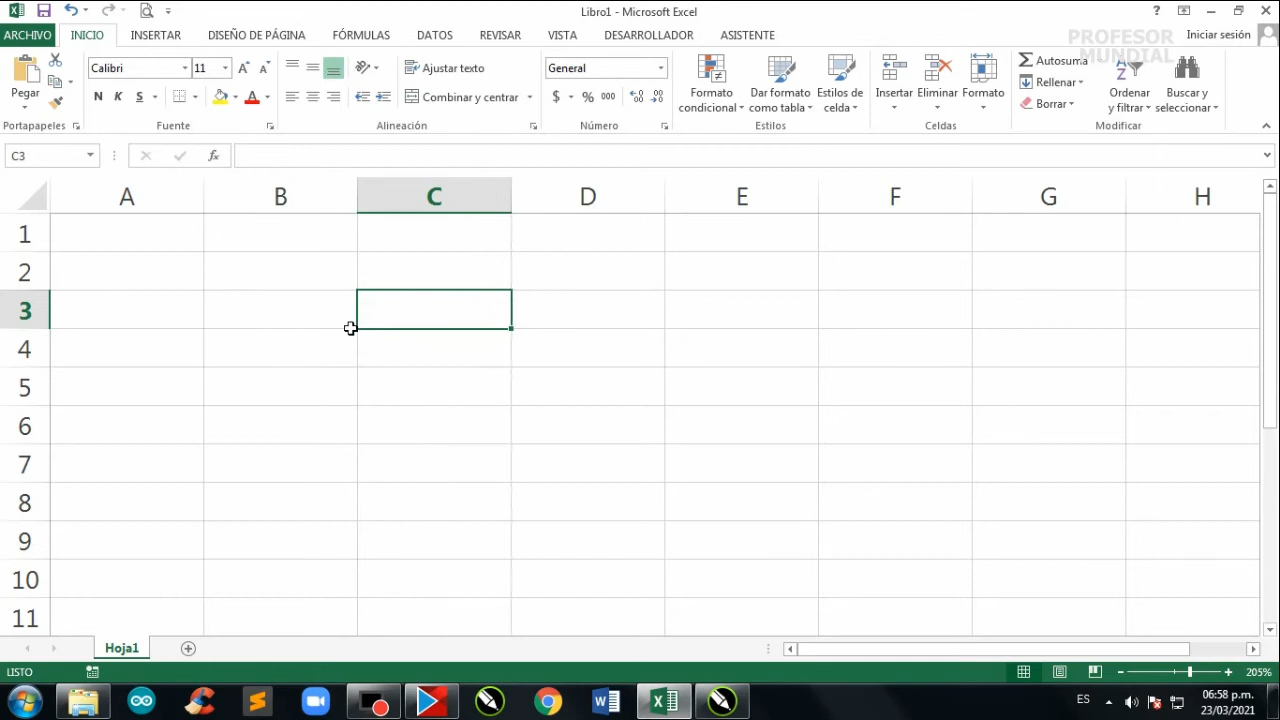 Libro1 - Microsoft Excel
?
ARCHIVO INICIO INSERTAR DISEÑO DE PÁGINA FÓRMULAS DATOS REVISAR VISTA DESARROLLADOR ASISTENTE Iniciar sesión
PROFESOR
MUNDIAL
Pegar
Calibri 11
N K S
Ajustar texto
Combinar y centrar
General
$ % 000
Formato
condicional
Dar formato
como tabla
Estilos de
celda
Insertar
Eliminar
Formato
Autosuma
Rellenar
Borrar
Ordenar
y filtrar
Buscar y
seleccionar
Portapapeles Fuente Alineación Número Estilos Celdas Modificar
C3 fx
A B C D E F G H
1
2
3
4
5
6
7
8
9
10
11
Hoja1
LISTO 205%
ES 06:58 p.m.
23/03/2021